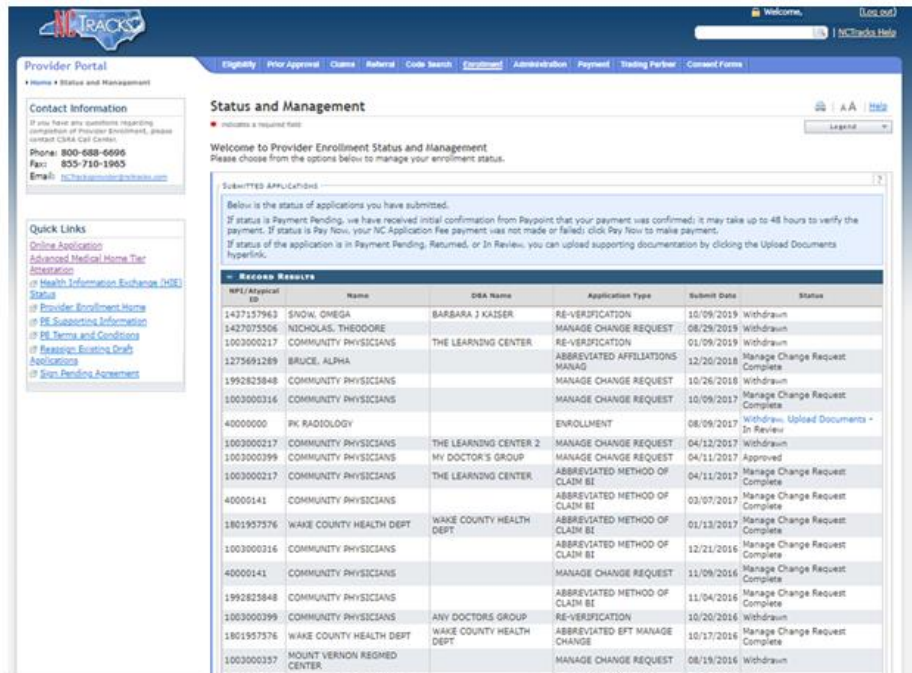 NCTRACKS
Welcome, (Log out)
| NCTracks Help
Provider Portal
Eligibility Prior Approval Claims Referral Code Search Enrollment Administration Payment Trading Partner Consent Forms
Home Status and Management
Contact Information
If you have any questions regarding
completion of Provider Enrollment, please
contact CSRA Call Center.
Phone: 800-688-6696
Fax: 855-710-1965
Email: NCTracksprovider@nctracks.com
Quick Links
Online Application
Advanced Medical Home Tier
Attestation
Health Information Exchange (HIE)
Status
Provider Enrollment Home
PE Supporting Information
PE Terms and Conditions
Reassign Existing Draft
Applications
Sign Pending Agreement
Status and Management
A A | Help
* indicates a required field
Legend
Welcome to Provider Enrollment Status and Management
Please choose from the options below to manage your enrollment status.
SUBMITTED APPLICATIONS
?
Below is the status of applications you have submitted.
If status is Payment Pending, we have received initial confirmation from Paypoint that your payment was confirmed; it may take up to 48 hours to verify the
payment. If status is Pay Now, your NC Application Fee payment was not made or failed; click Pay Now to make payment.
If status of the application is in Payment Pending, Returned, or In Review, you can upload supporting documentation by clicking the Upload Documents
hyperlink.
− RECORD RESULTS
NPI/Atypical ID Name DBA Name Application Type Submit Date Status
1437157963 SNOW, OMEGA BARBARA J KAISER RE-VERIFICATION 10/09/2019 Withdrawn
1427075506 NICHOLAS, THEODORE MANAGE CHANGE REQUEST 08/29/2019 Withdrawn
1003000217 COMMUNITY PHYSICIANS THE LEARNING CENTER RE-VERIFICATION 01/09/2019 Withdrawn
1275691289 BRUCE, ALPHA ABBREVIATED AFFILIATIONS MANAG 12/20/2018 Manage Change Request Complete
1992825848 COMMUNITY PHYSICIANS MANAGE CHANGE REQUEST 10/26/2018 Withdrawn
1003000316 COMMUNITY PHYSICIANS MANAGE CHANGE REQUEST 10/09/2017 Manage Change Request Complete
40000000 PK RADIOLOGY ENROLLMENT 08/09/2017 Withdraw, Upload Documents - In Review
1003000217 COMMUNITY PHYSICIANS THE LEARNING CENTER 2 MANAGE CHANGE REQUEST 04/12/2017 Withdrawn
1003000399 COMMUNITY PHYSICIANS MY DOCTOR'S GROUP MANAGE CHANGE REQUEST 04/11/2017 Approved
1003000217 COMMUNITY PHYSICIANS THE LEARNING CENTER ABBREVIATED METHOD OF CLAIM BI 04/11/2017 Manage Change Request Complete
40000141 ABBREVIATED METHOD OF CLAIM BI 03/07/2017 Manage Change Request Complete
1801957576 WAKE COUNTY HEALTH DEPT WAKE COUNTY HEALTH DEPT ABBREVIATED METHOD OF CLAIM BI 01/13/2017 Manage Change Request Complete
1003000316 COMMUNITY PHYSICIANS ABBREVIATED METHOD OF CLAIM BI 12/21/2016 Manage Change Request Complete
40000141 COMMUNITY PHYSICIANS MANAGE CHANGE REQUEST 11/09/2016 Manage Change Request Complete
1992825848 COMMUNITY PHYSICIANS ABBREVIATED METHOD OF CLAIM BI 11/04/2016 Manage Change Request Complete
1003000399 COMMUNITY PHYSICIANS ANY DOCTORS GROUP RE-VERIFICATION 10/20/2016 Withdrawn
1801957576 WAKE COUNTY HEALTH DEPT WAKE COUNTY HEALTH DEPT ABBREVIATED EFT MANAGE CHANGE 10/17/2016 Manage Change Request Complete
1003000357 MOUNT VERNON REGMED CENTER MANAGE CHANGE REQUEST 08/19/2016 Withdrawn